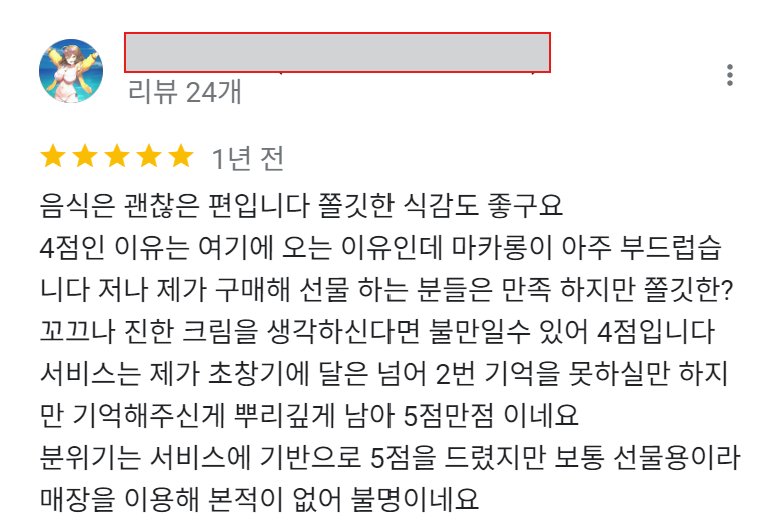 리뷰 24개
1년 전
음식은 괜찮은 편입니다 쫄깃한 식감도 좋구요
4점인 이유는 여기에 오는 이유인데 마카롱이 아주 부드럽습
니다 저나 제가 구매해 선물 하는 분들은 만족 하지만 쫄깃한?
꼬끄나 진한 크림을 생각하신다면 불만일수 있어 4점입니다
서비스는 제가 초창기에 달은 넘어 2번 기억을 못하실만 하지
만 기억해주신게 뿌리깊게 남아 5점만점 이네요
분위기는 서비스에 기반으로 5점을 드렸지만 보통 선물용이라
매장을 이용해 본적이 없어 불명이네요